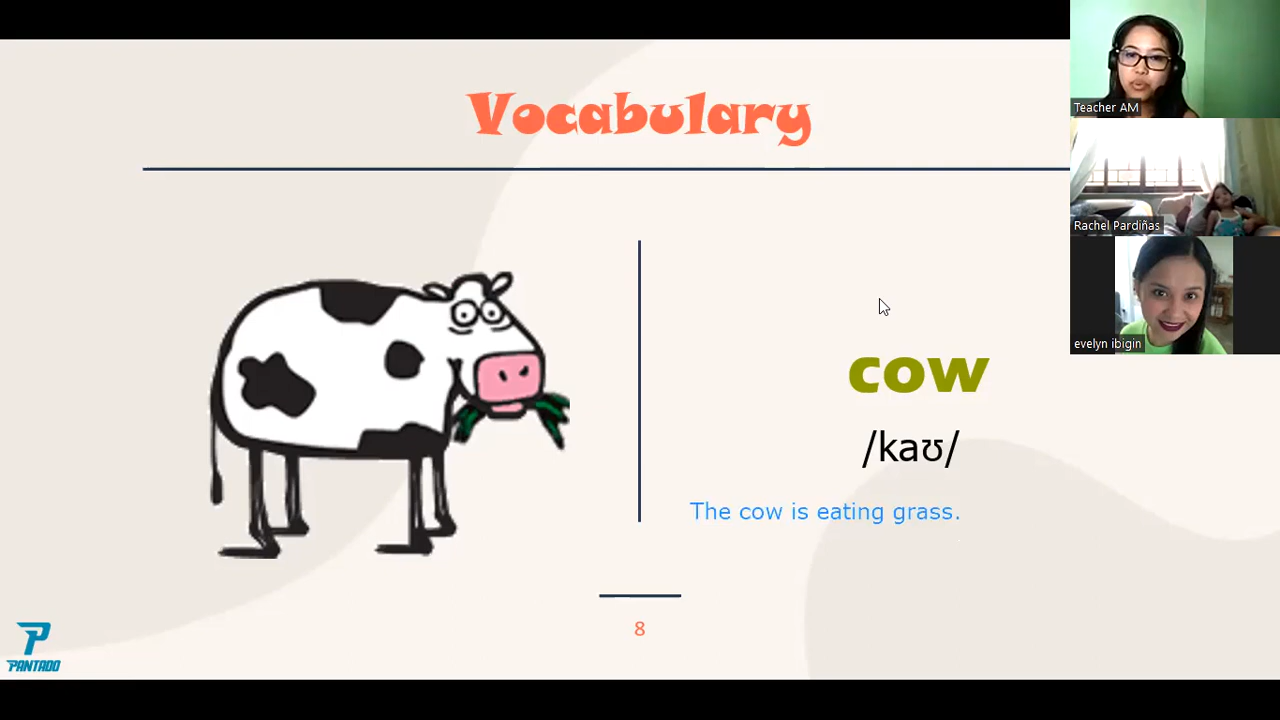 Vocabulary
cow
/kaʊ/
The cow is eating grass.
8
PANTADO
Teacher AM
Rachel Pardiñas
evelyn ibigin